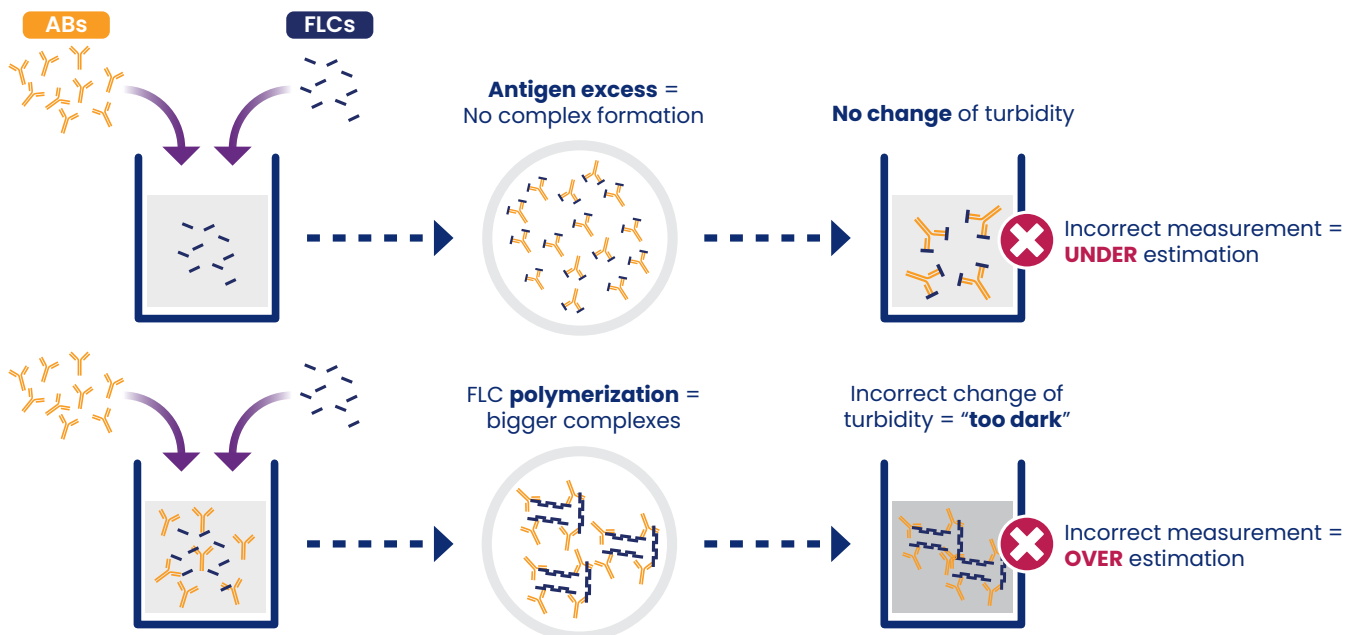 ABs
FLCs
Antigen excess =
No complex formation
No change of turbidity
Incorrect measurement =
UNDER estimation
FLC polymerization =
bigger complexes
Incorrect change of
turbidity = “too dark”
Incorrect measurement =
OVER estimation